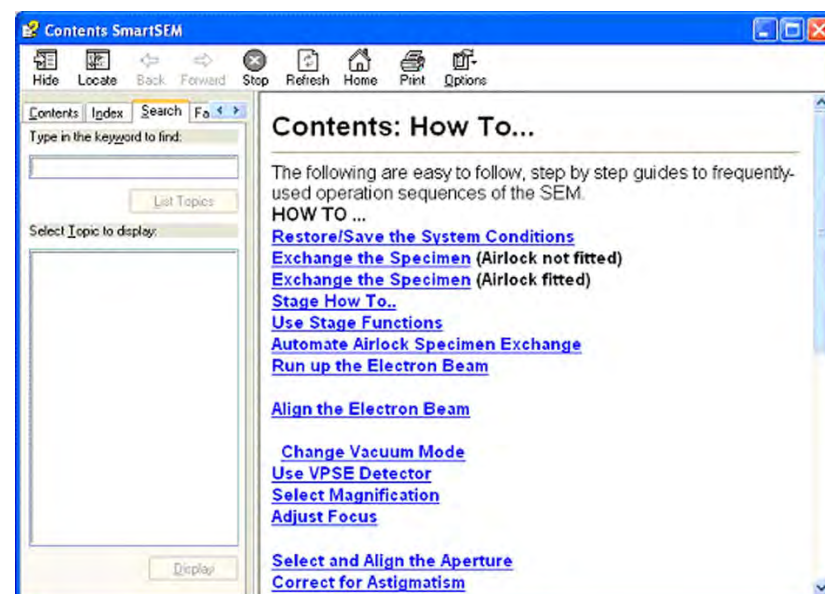 Contents SmartSEM
Hide Locate Back Forward Stop Refresh Home Print Options
Contents Index Search Fa
Type in the keyword to find:
List Topics
Select Topic to display:
Display
Contents: How To...
The following are easy to follow, step by step guides to frequently-
used operation sequences of the SEM.
HOW TO ...
Restore/Save the System Conditions
Exchange the Specimen (Airlock not fitted)
Exchange the Specimen (Airlock fitted)
Stage How To..
Use Stage Functions
Automate Airlock Specimen Exchange
Run up the Electron Beam
Align the Electron Beam
Change Vacuum Mode
Use VPSE Detector
Select Magnification
Adjust Focus
Select and Align the Aperture
Correct for Astigmatism